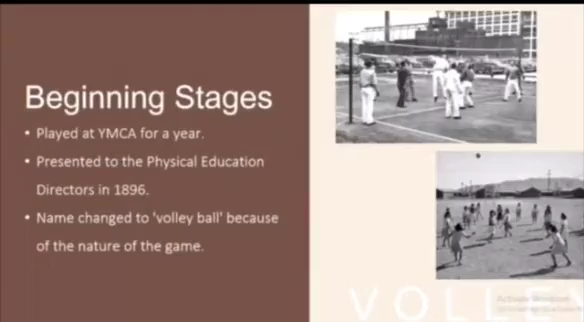 Beginning Stages
• Played at YMCA for a year.
• Presented to the Physical Education
Directors in 1896.
• Name changed to 'volley ball' because
of the nature of the game.
VOLLEY
Activate Windows